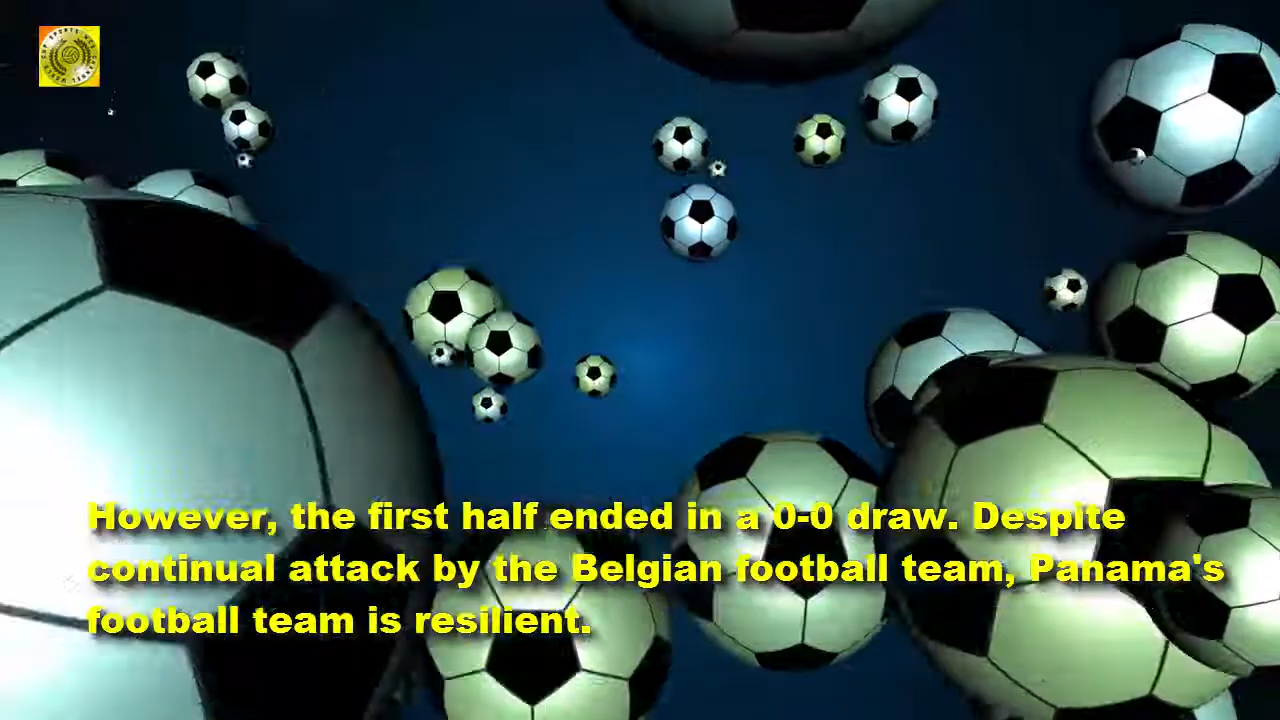 However, the first half ended in a 0-0 draw. Despite
continual attack by the Belgian football team, Panama's
football team is resilient.